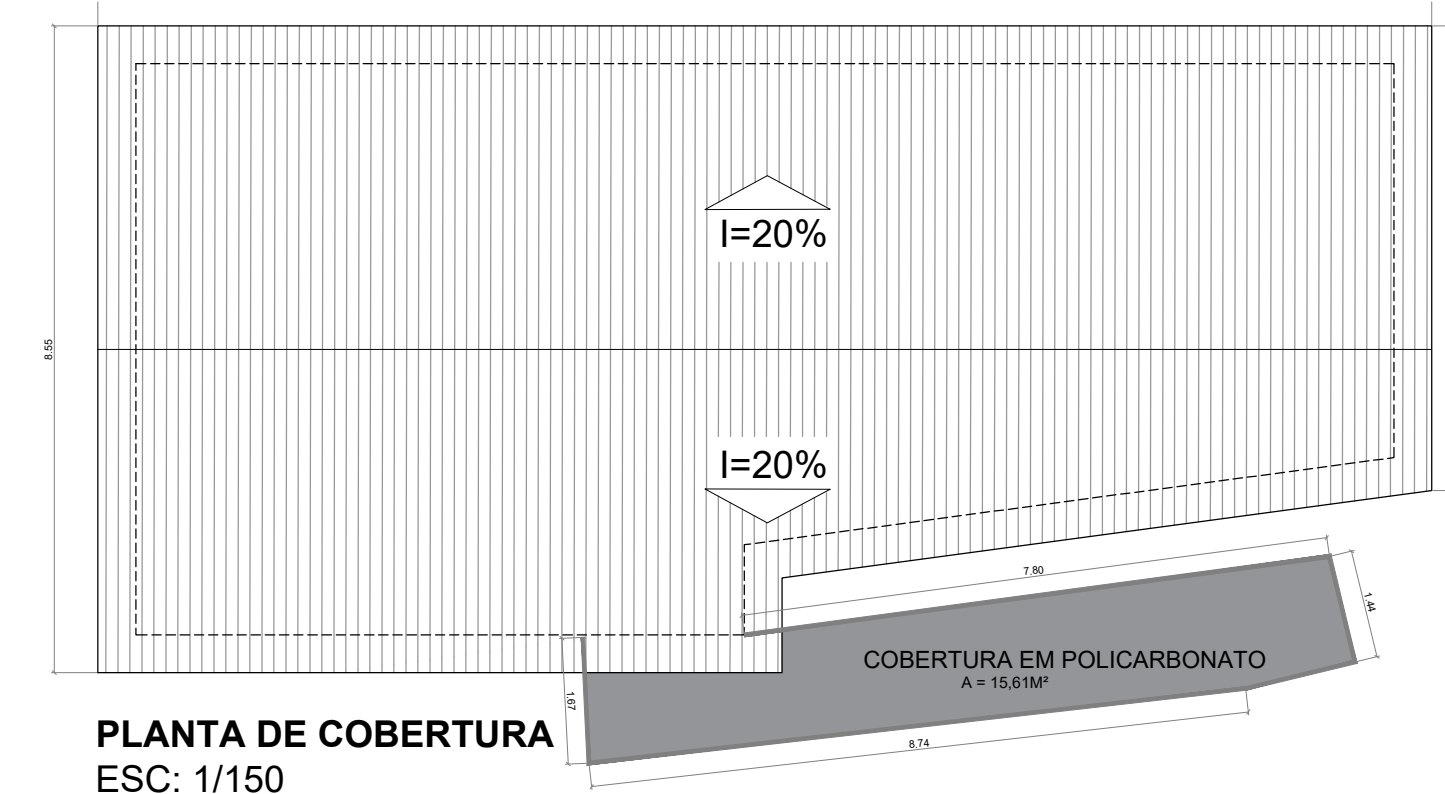 I=20%
8.55
I=20%
7.80
1.44
COBERTURA EM POLICARBONATO
A = 15,61M²
1.67
8.74
PLANTA DE COBERTURA
ESC: 1/150